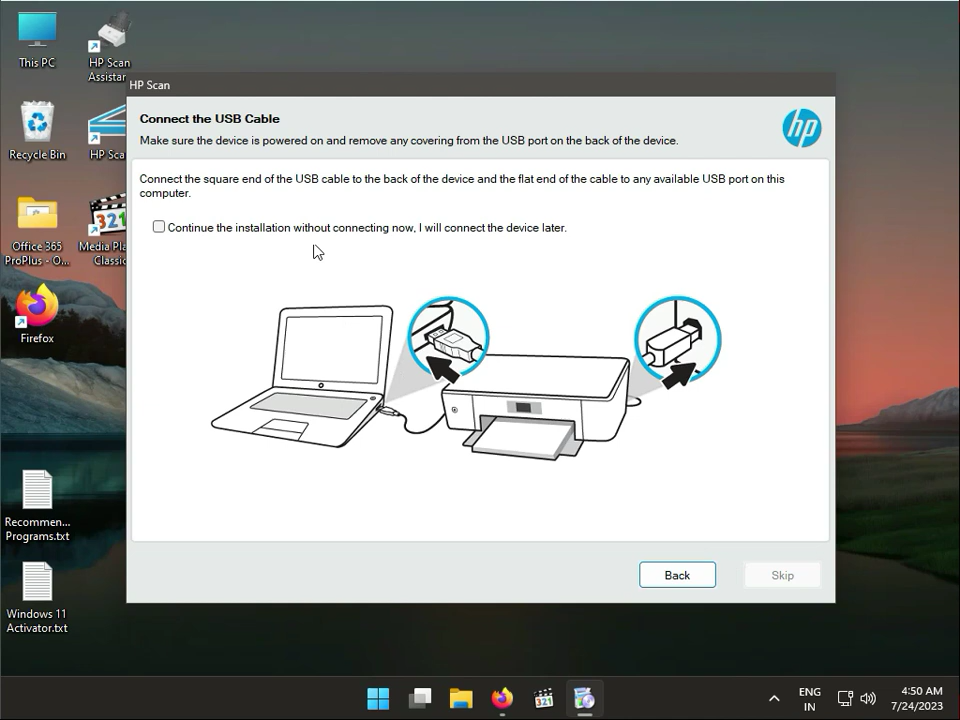 This PC
HP Scan
Assistan
Recycle Bin
HP Sca
Office 365
ProPlus - O...
Media Pla
Classic
321
Firefox
Recommen...
Programs.txt
Windows 11
Activator.txt
HP Scan
Connect the USB Cable
Make sure the device is powered on and remove any covering from the USB port on the back of the device.
hp
Connect the square end of the USB cable to the back of the device and the flat end of the cable to any available USB port on this
computer.
Continue the installation without connecting now, I will connect the device later.
Back
Skip
321
ENG
IN
4:50 AM
7/24/2023